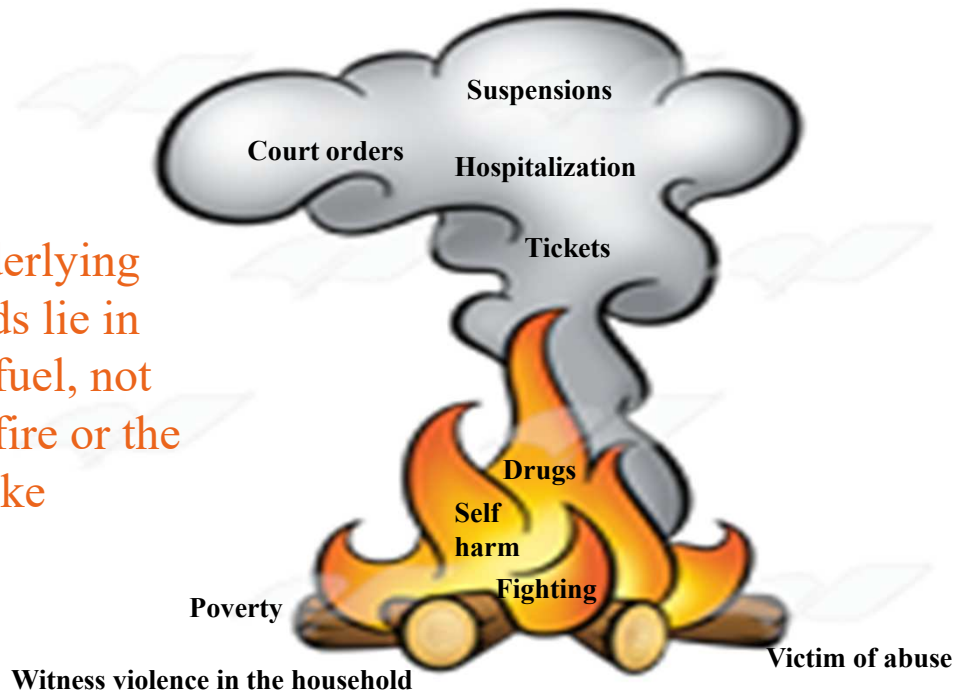 Suspensions
Court orders
Hospitalization
Tickets
derlying
ds lie in
fuel, not
fire or the
ke
Drugs
Self
harm
Fighting
Poverty
Victim of abuse
Witness violence in the household